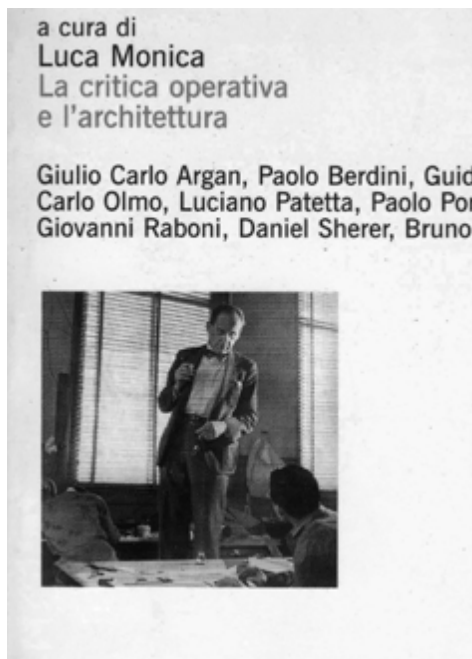 a cura di
Luca Monica
La critica operativa
e l'architettura
Giulio Carlo Argan, Paolo Berdini, Guid
Carlo Olmo, Luciano Patetta, Paolo Por
Giovanni Raboni, Daniel Sherer, Bruno